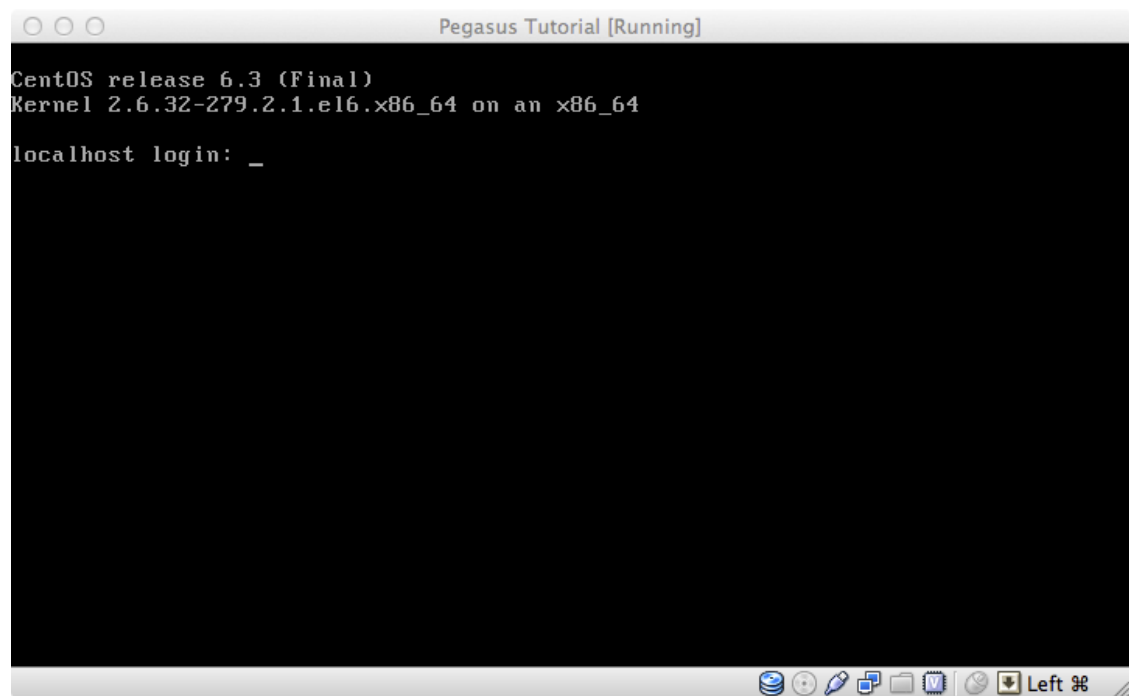 Pegasus Tutorial [Running]
CentOS release 6.3 (Final)
Kernel 2.6.32-279.2.1.el6.x86_64 on an x86_64
localhost login: _
Left ⌘